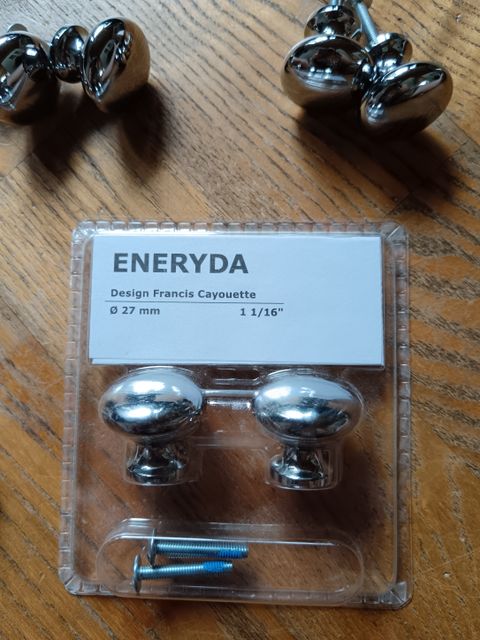 ENERYDA
Design Francis Cayouette
Ø 27 mm 1 1/16"